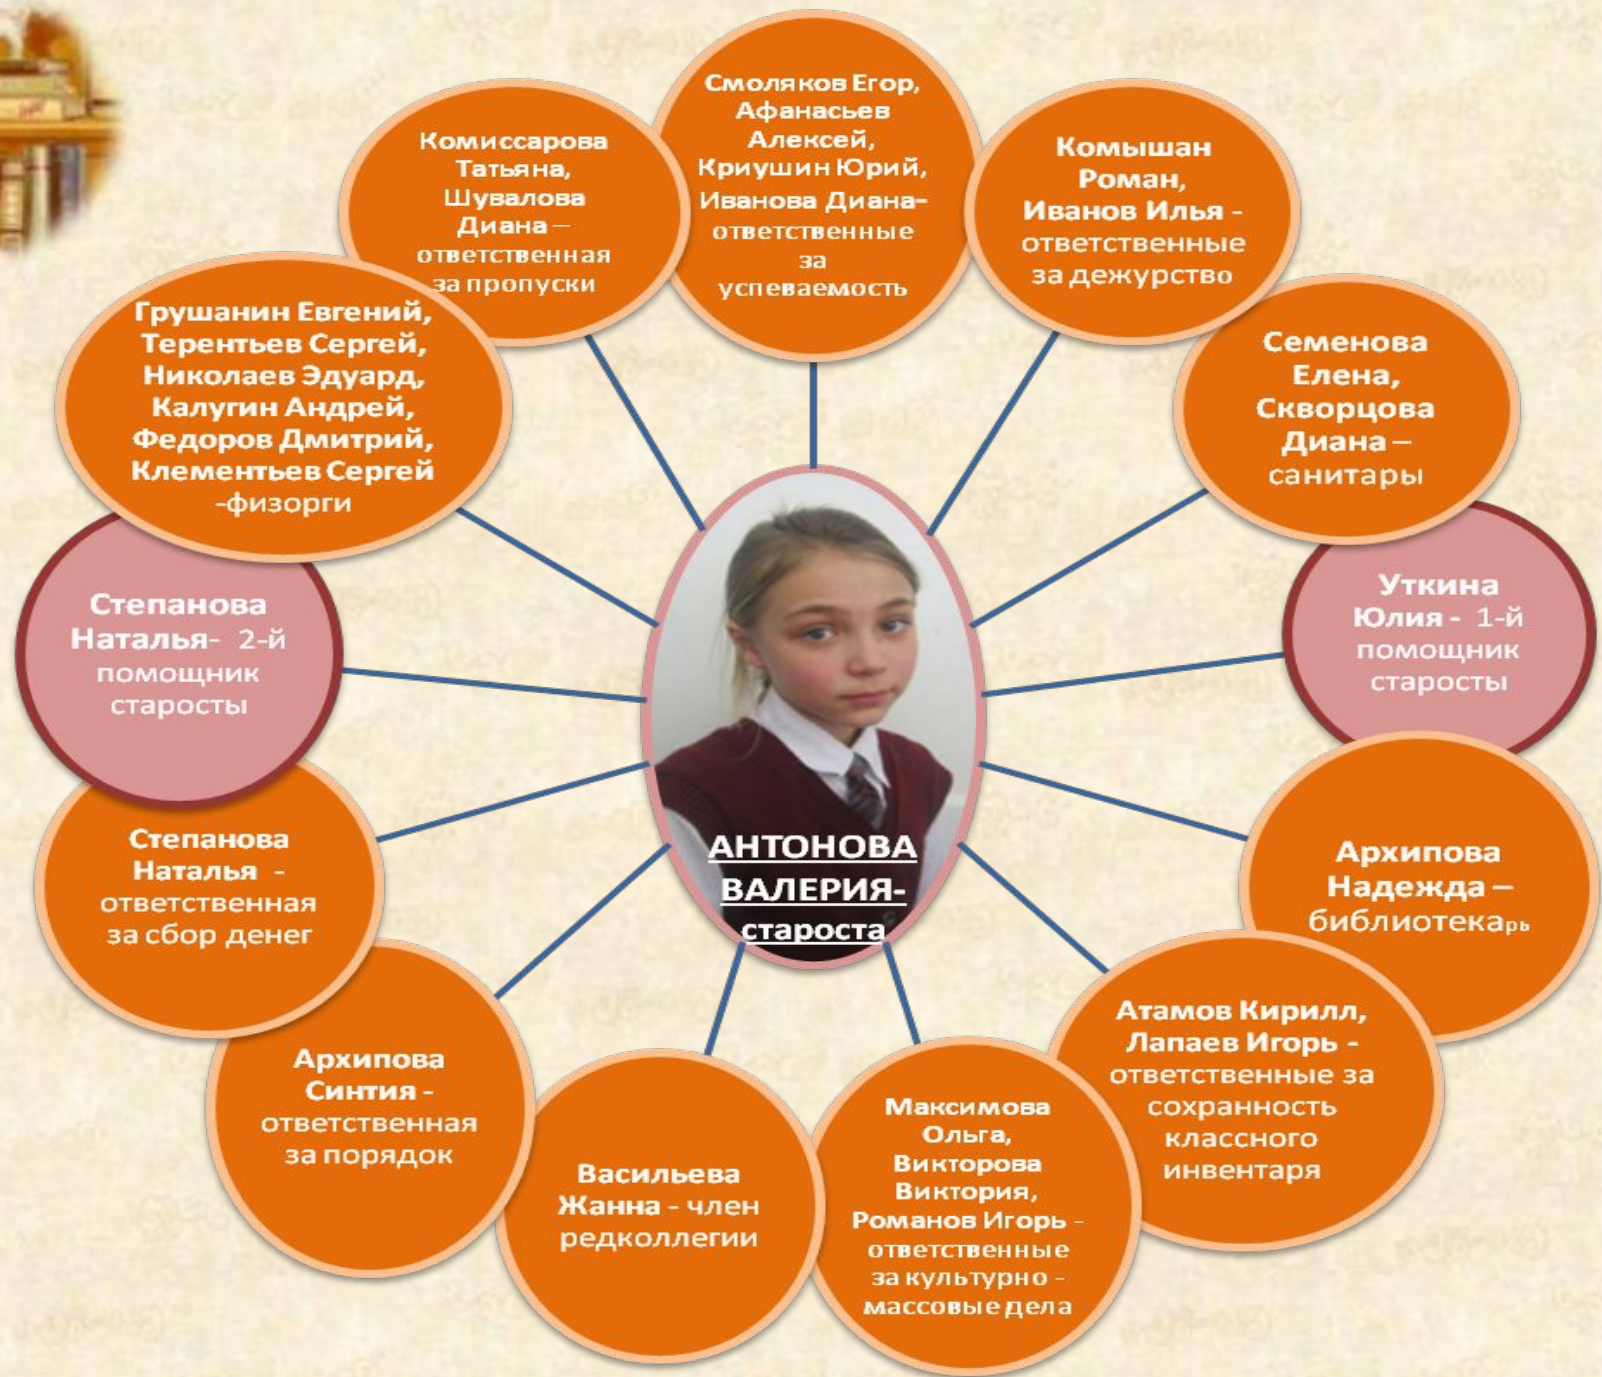 Смоляков Егор,
Афанасьев
Алексей,
Криушин Юрий,
Иванова Диана-
ответственные
за
успеваемость
Комышан
Роман,
Иванов Илья -
ответственные
за дежурство
Семенова
Елена,
Скворцова
Диана –
санитары
Уткина
Юлия - 1-й
помощник
старосты
Архипова
Надежда –
библиотекарь
Атамов Кирилл,
Лапаев Игорь -
ответственные за
сохранность
классного
инвентаря
Максимова
Ольга,
Викторова
Виктория,
Романов Игорь -
ответственные
за культурно -
массовые дела
Васильева
Жанна - член
редколлегии
Архипова
Синтия -
ответственная
за порядок
Степанова
Наталья -
ответственная
за сбор денег
Степанова
Наталья- 2-й
помощник
старосты
Грушанин Евгений,
Терентьев Сергей,
Николаев Эдуард,
Калугин Андрей,
Федоров Дмитрий,
Клементьев Сергей
-физорги
Комиссарова
Татьяна,
Шувалова
Диана –
ответственная
за пропуски
АНТОНОВА
ВАЛЕРИЯ-
староста